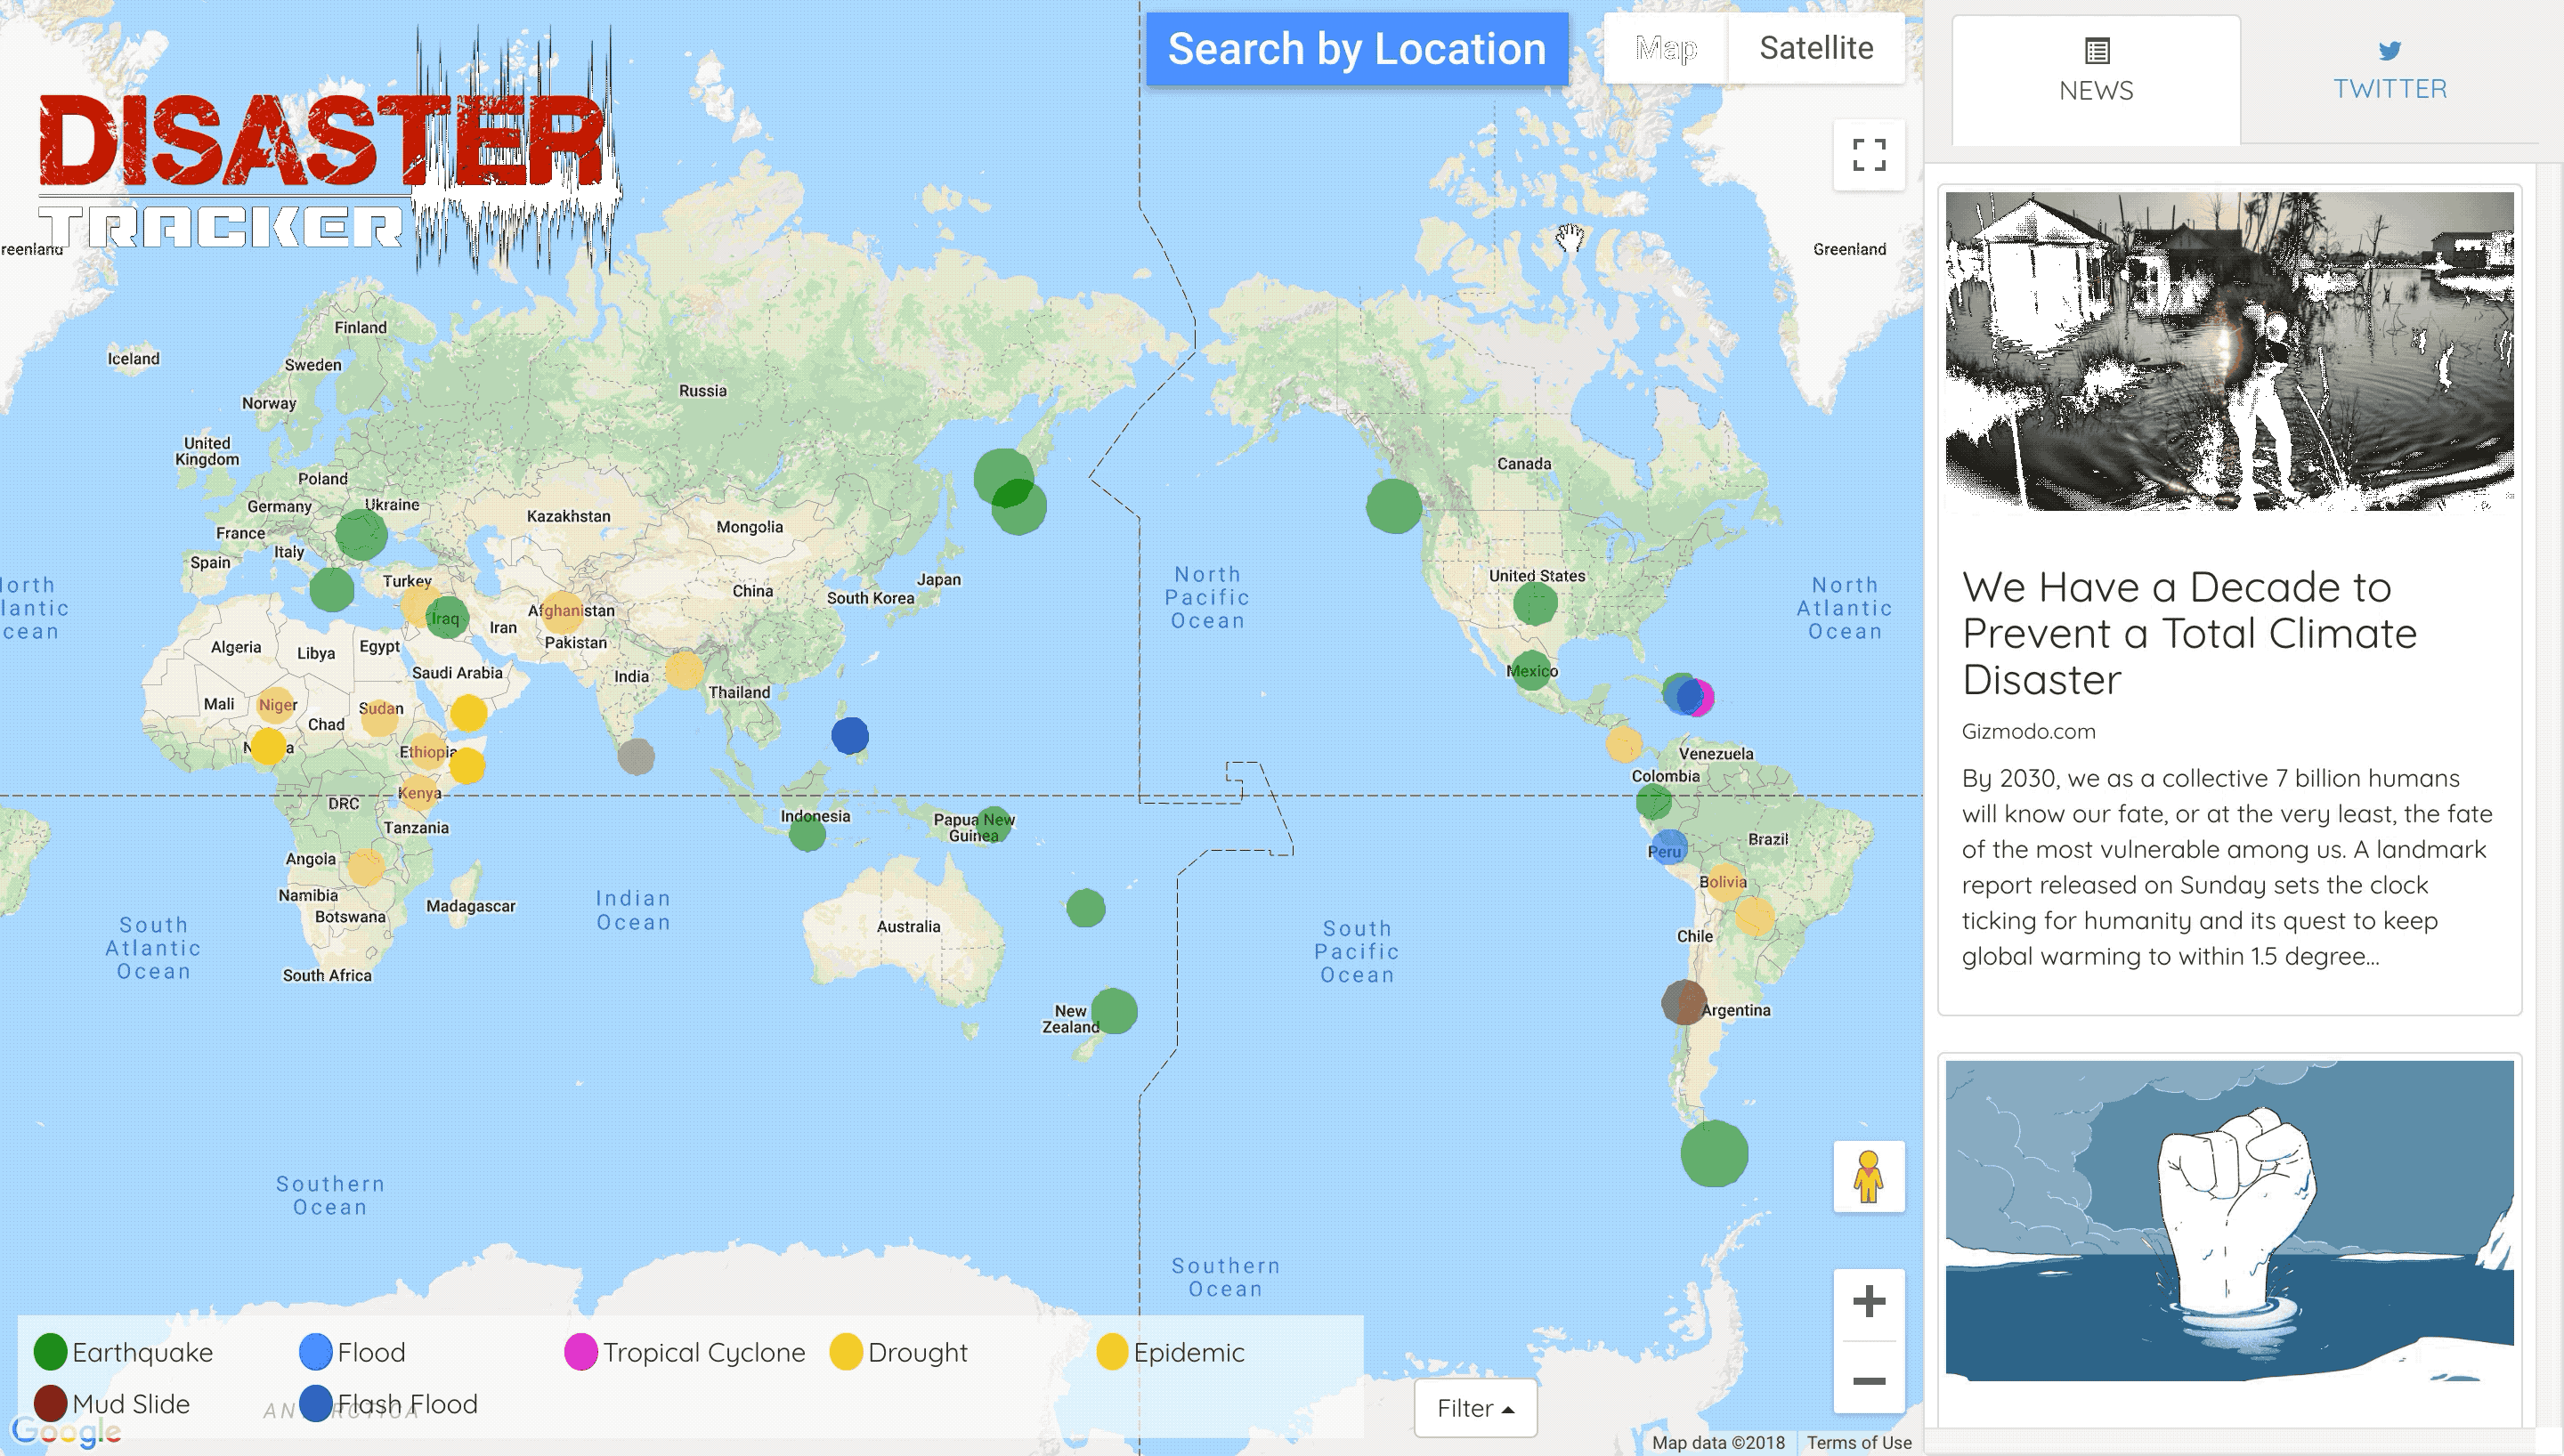 DISASTER
TRACKER
Search by Location
Map
Satellite
NEWS
TWITTER
reenland
Greenland
Finland
Iceland
Sweden
Norway
Russia
United
Kingdom
Poland
Germany
Ukraine
France
Italy
Spain
Turkey
Kazakhstan
Mongolia
Japan
South Korea
China
Afghanistan
Iraq
Iran
Pakistan
Algeria
Libya
Egypt
Saudi Arabia
India
Thailand
Mali
Niger
Chad
Sudan
Ethiopia
Kenya
DRC
Tanzania
Angola
Namibia
Botswana
Madagascar
South Africa
Indonesia
Papua New
Guinea
Australia
New
Zealand
Canada
United States
Mexico
Venezuela
Colombia
Brazil
Peru
Bolivia
Chile
Argentina
orth
lantic
cean
North
Pacific
Ocean
North
Atlantic
Ocean
South
Atlantic
Ocean
Indian
Ocean
South
Pacific
Ocean
Southern
Ocean
Southern
Ocean
Earthquake
Flood
Tropical Cyclone
Drought
Epidemic
Mud Slide
Flash Flood
Google
Filter
Map data ©2018
Terms of Use
We Have a Decade to
Prevent a Total Climate
Disaster
Gizmodo.com
By 2030, we as a collective 7 billion humans
will know our fate, or at the very least, the fate
of the most vulnerable among us. A landmark
report released on Sunday sets the clock
ticking for humanity and its quest to keep
global warming to within 1.5 degree...